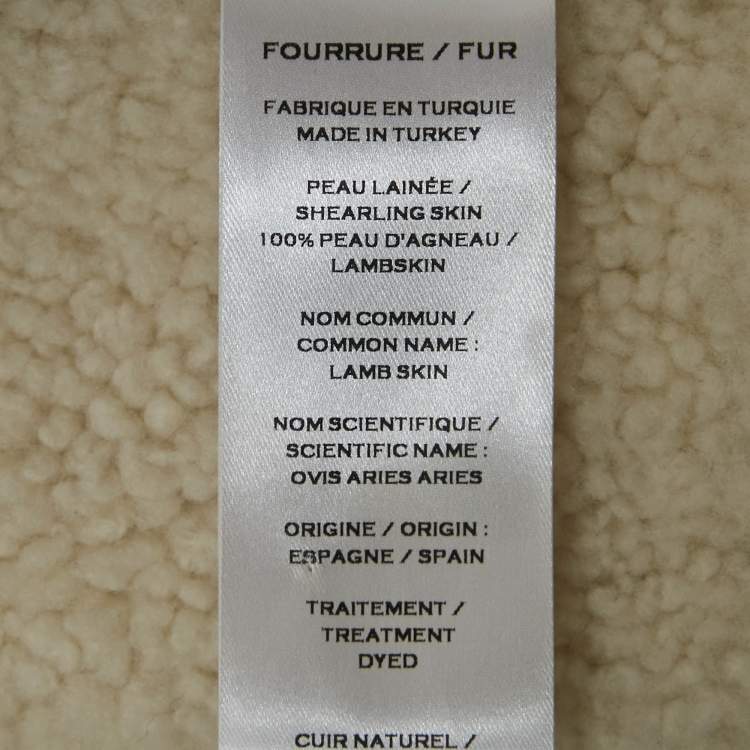 FOURRURE / FUR
FABRIQUE EN TURQUIE
MADE IN TURKEY
PEAU LAINÉE /
SHEARLING SKIN
100% PEAU D'AGNEAU /
LAMBSKIN
NOM COMMUN /
COMMON NAME :
LAMB SKIN
NOM SCIENTIFIQUE /
SCIENTIFIC NAME :
OVIS ARIES ARIES
ORIGINE / ORIGIN :
ESPAGNE / SPAIN
TRAITEMENT /
TREATMENT
DYED
CUIR NATUREL /